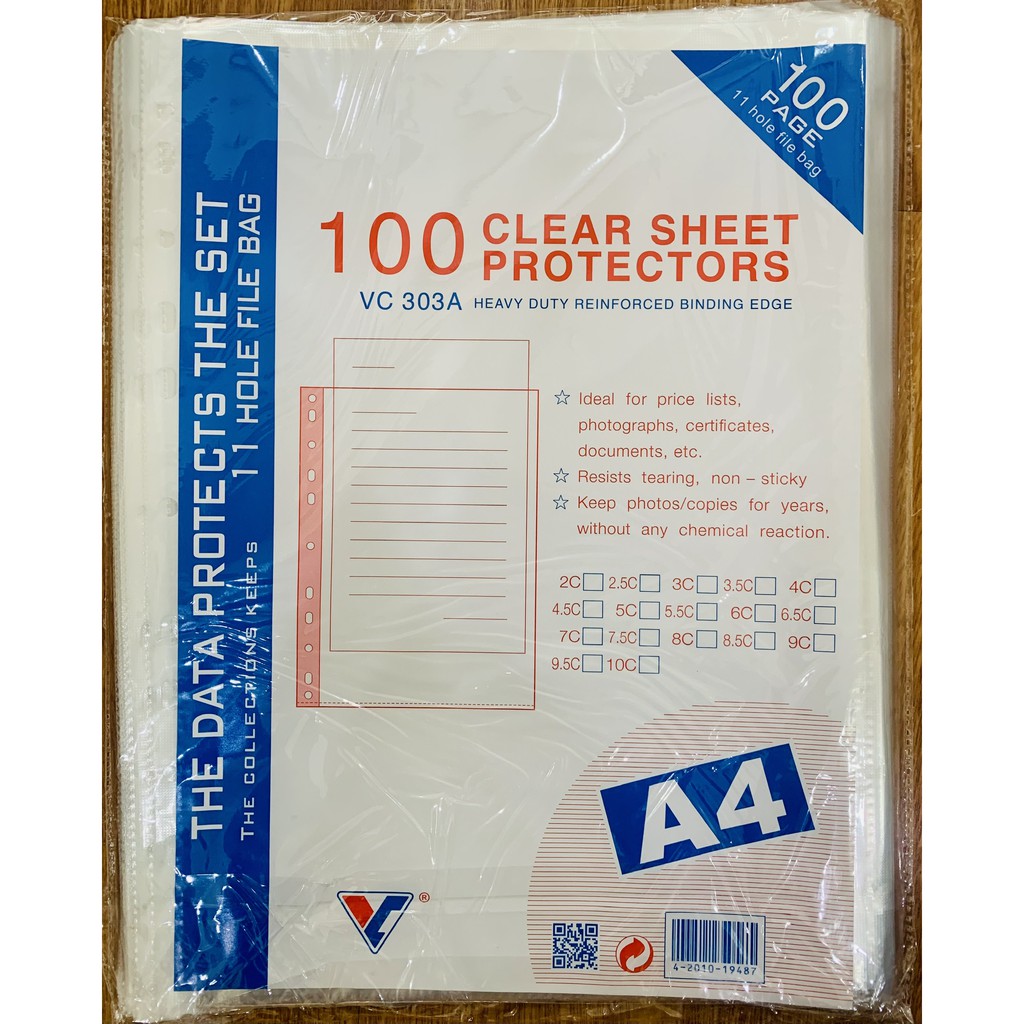 100
PAGE
11 hole file bag
THE DATA PROTECTS THE SET
THE COLLECTIONS KEEPS 11 HOLE FILE BAG
100 CLEAR SHEET
PROTECTORS
VC 303A HEAVY DUTY REINFORCED BINDING EDGE
☆ Ideal for price lists,
photographs, certificates,
documents, etc.
☆ Resists tearing, non – sticky
☆ Keep photos/copies for years,
without any chemical reaction.
2C 2.5C 3C 3.5C 4C
4.5C 5C 5.5C 6C 6.5C
7C 7.5C 8C 8.5C 9C
9.5C 10C
A4
VC ®
4-2010-19487